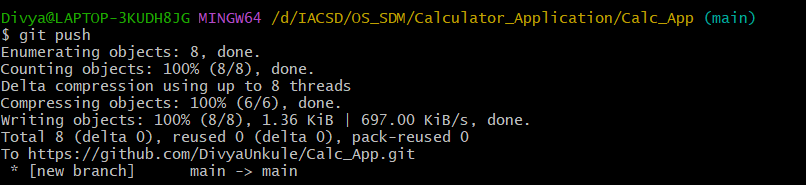 Divya@LAPTOP-3KUDH8JG MINGW64 /d/IACSD/OS_SDM/Calculator_Application/Calc_App (main)
$ git push
Enumerating objects: 8, done.
Counting objects: 100% (8/8), done.
Delta compression using up to 8 threads
Compressing objects: 100% (6/6), done.
Writing objects: 100% (8/8), 1.36 KiB | 697.00 KiB/s, done.
Total 8 (delta 0), reused 0 (delta 0), pack-reused 0
To https://github.com/DivyaUnkule/Calc_App.git
 * [new branch]      main -> main